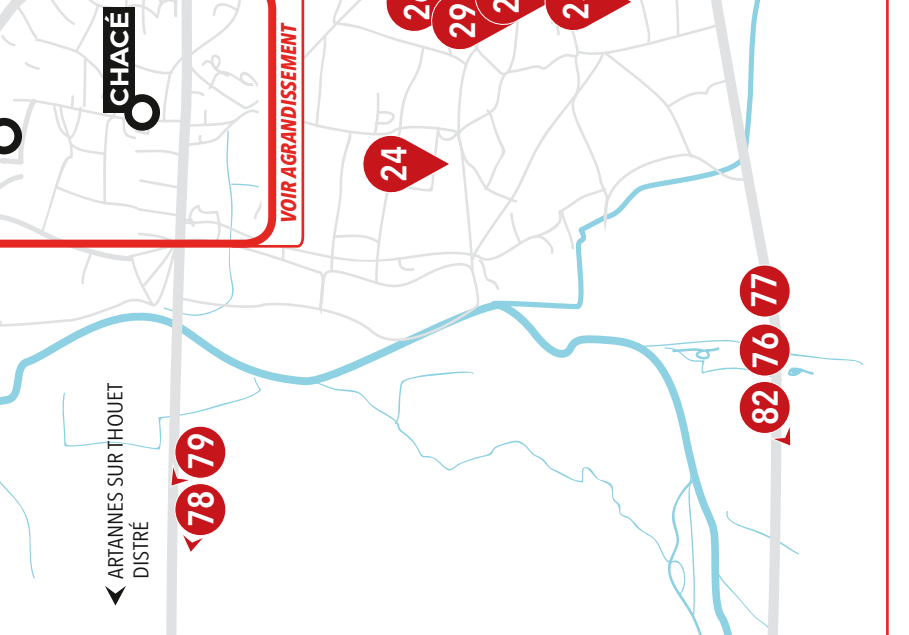 CHACÉ
VOIR AGRANDISSEMENT
29
24
77
76
82
79
78
ARTANNES SUR THOUET
DISTRÉ